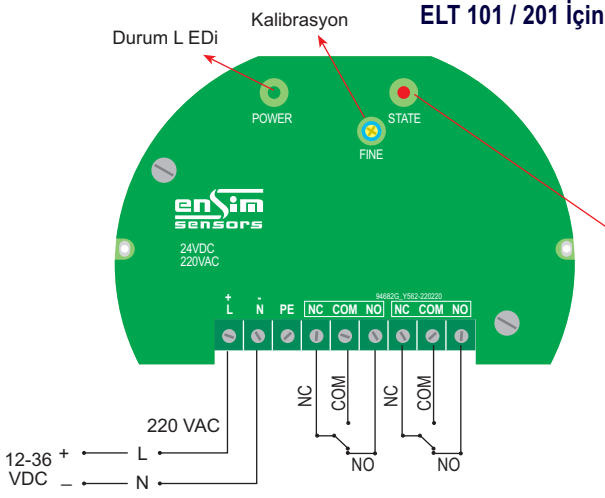 ELT 101 / 201 İçin
Kalibrasyon
Durum L EDi
POWER
STATE
FINE
ensim
sensors
24VDC
220VAC
94682G_Y562-220220
+ -
L N PE NC COM NO NC COM NO
NC COM NC COM
NO NO
220 VAC
12-36 + L
VDC – N